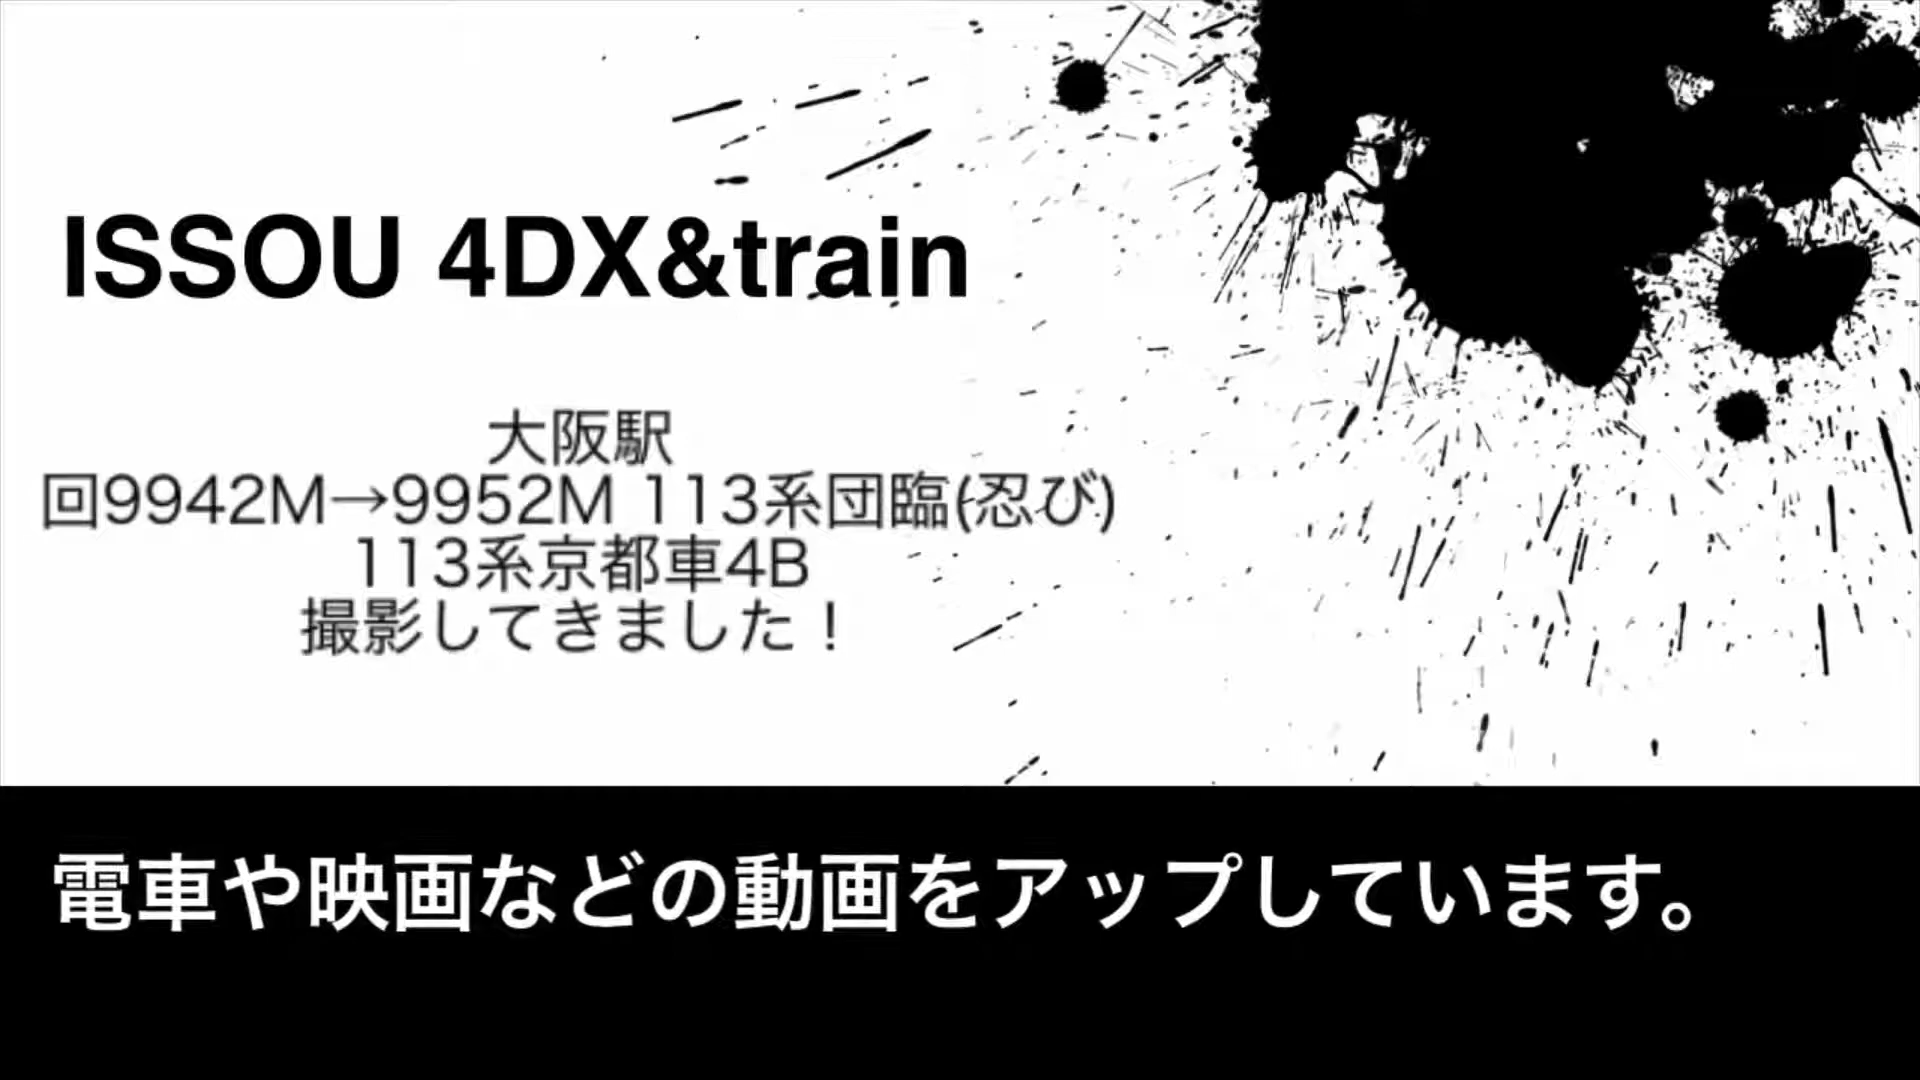 ISSOU 4DX&train
大阪駅
回9942M→9952M 113系団臨(忍び)
113系京都車4B
撮影してきました！
電車や映画などの動画をアップしています。